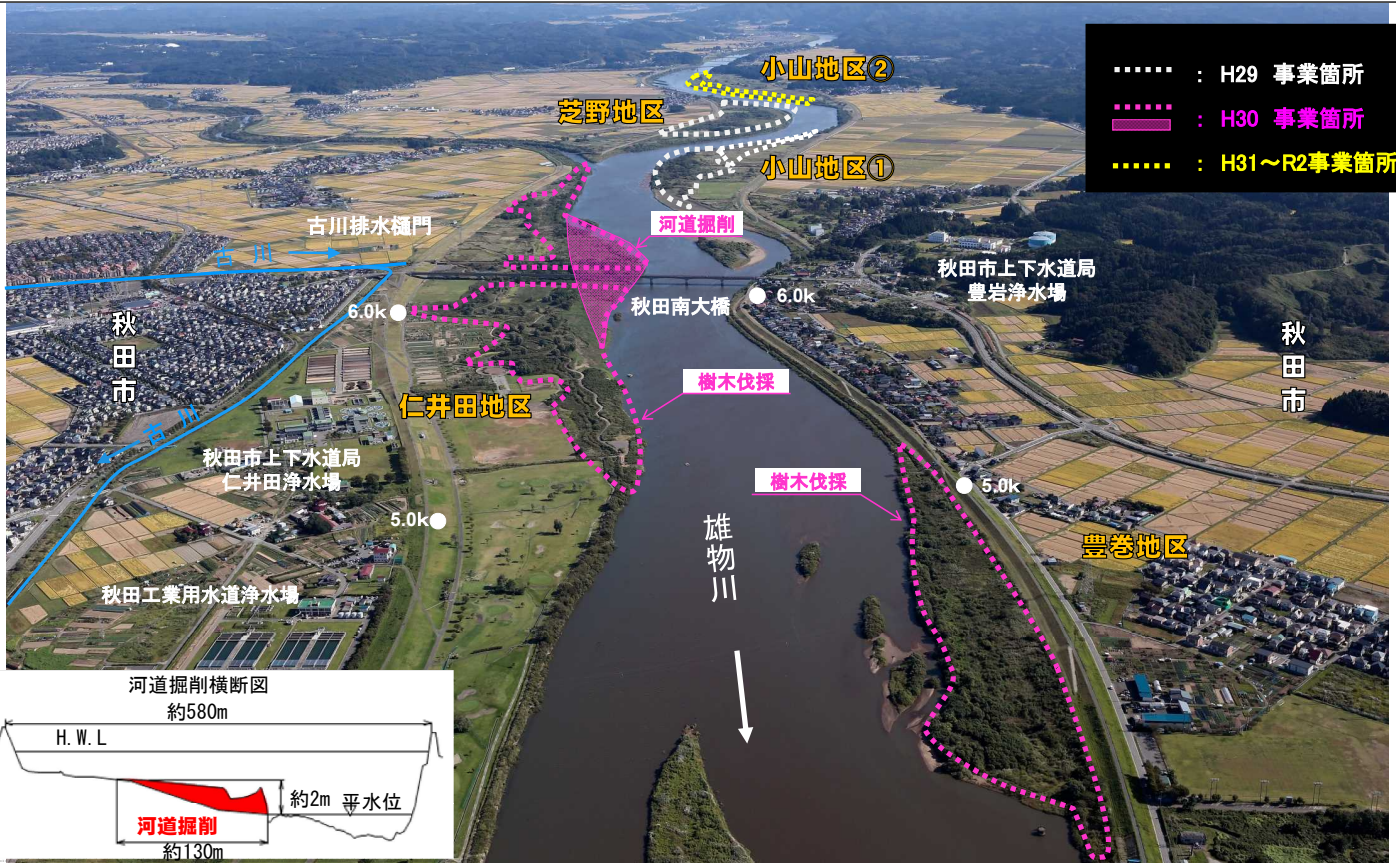 小山地区②
芝野地区
小山地区①
: H29 事業箇所
: H30 事業箇所
: H31～R2事業箇所
古川排水樋門
古川
河道掘削
秋田南大橋
6.0k
6.0k
秋田市上下水道局
豊岩浄水場
秋田市
秋田市
樹木伐採
仁井田地区
古川
秋田市上下水道局
仁井田浄水場
樹木伐採
5.0k
5.0k
雄物川
豊巻地区
秋田工業用水道浄水場
河道掘削横断図
約580m
H.W.L
約2m
平水位
河道掘削
約130m